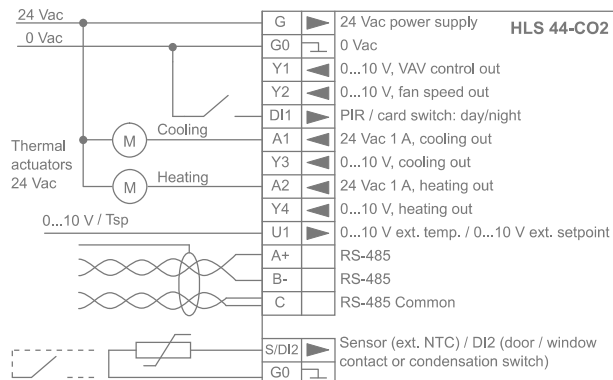 24 Vac
G
24 Vac power supply
HLS 44-CO2
0 Vac
G0
0 Vac
Y1
0...10 V, VAV control out
Y2
0...10 V, fan speed out
DI1
PIR / card switch: day/night
Thermal
actuators
24 Vac
M
Cooling
A1
24 Vac 1 A, cooling out
Y3
0...10 V, cooling out
M
Heating
A2
24 Vac 1 A, heating out
Y4
0...10 V, heating out
0...10 V / Tsp
U1
0...10 V ext. temp. / 0...10 V ext. setpoint
A+
RS-485
B-
RS-485
C
RS-485 Common
S/DI2
Sensor (ext. NTC) / DI2 (door / window
contact or condensation switch)
G0